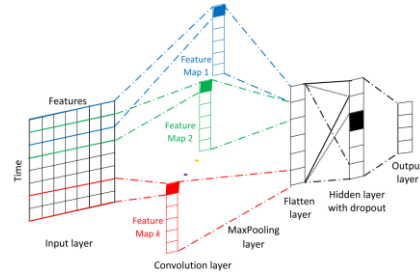 Feature
Map 1
Features
Feature
Map 2
Time
Feature
Map k
Input layer
Convolution layer
MaxPooling
layer
Flatten
layer
Hidden layer
with dropout
Output
layer